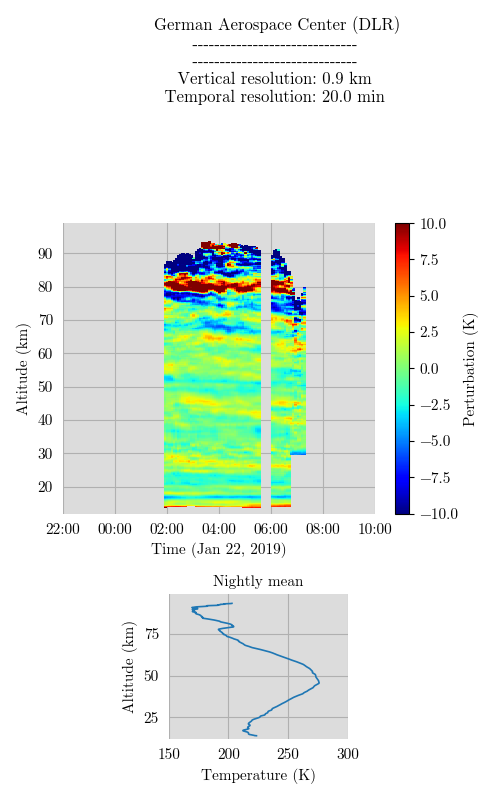 German Aerospace Center (DLR)
------------------------------
------------------------------
Vertical resolution: 0.9 km
Temporal resolution: 20.0 min
90
80
70
60
50
40
30
20
Altitude (km)
22:00 00:00 02:00 04:00 06:00 08:00 10:00
Time (Jan 22, 2019)
10.0
7.5
5.0
2.5
0.0
−2.5
−5.0
−7.5
−10.0
Perturbation (K)
Nightly mean
75
50
25
Altitude (km)
150 200 250 300
Temperature (K)